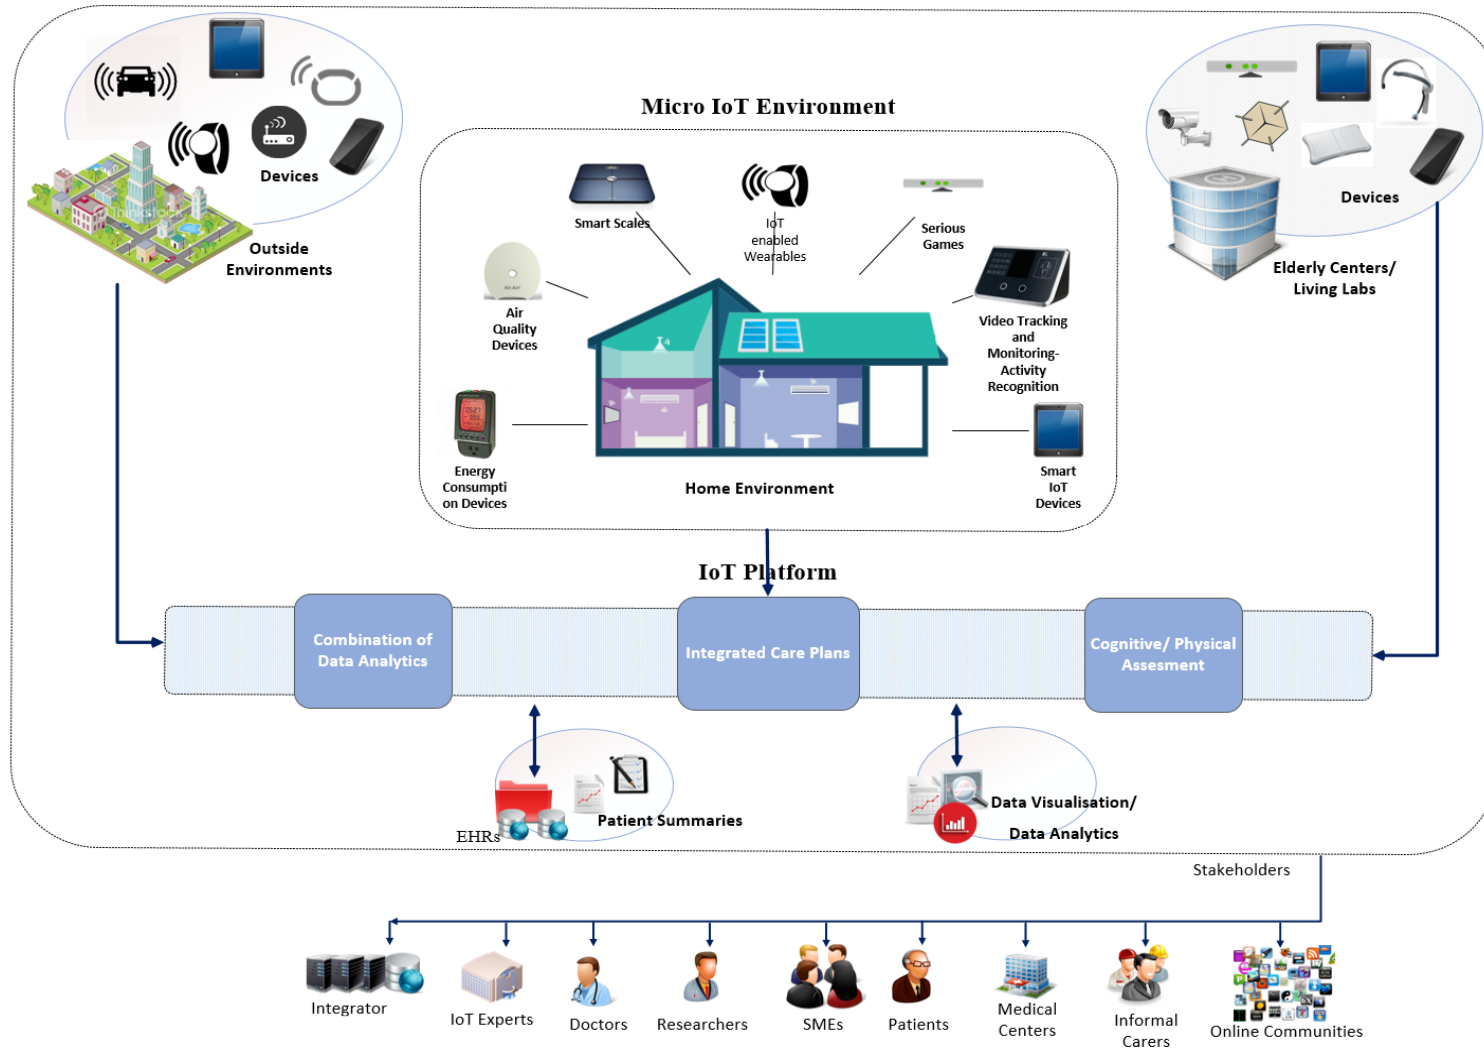 Micro IoT Environment
Devices
Outside
Environments
Devices
Elderly Centers/
Living Labs
Smart Scales
IoT
enabled
Wearables
Serious
Games
Air
Quality
Devices
Video Tracking
and
Monitoring-
Activity
Recognition
Energy
Consumpti
on Devices
Home Environment
Smart
IoT
Devices
IoT Platform
Combination of
Data Analytics
Integrated Care Plans
Cognitive/ Physical
Assesment
EHRs
Patient Summaries
Data Visualisation/
Data Analytics
Stakeholders
Integrator
IoT Experts
Doctors
Researchers
SMEs
Patients
Medical
Centers
Informal
Carers
Online Communities